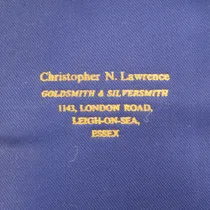 Christopher N. Lawrence
GOLDSMITH & SILVERSMITH
1143, LONDON ROAD,
LEIGH-ON-SEA,
ESSEX